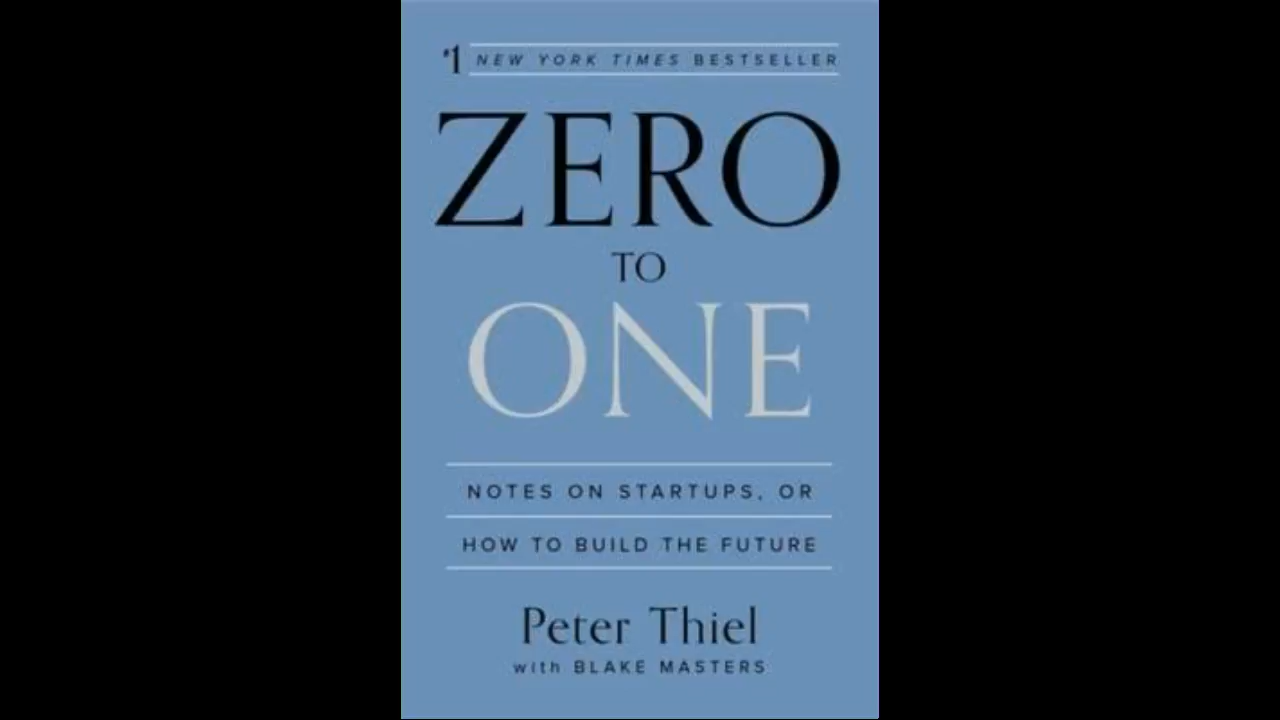 #1 NEW YORK TIMES BESTSELLER
ZERO
TO
ONE
NOTES ON STARTUPS, OR
HOW TO BUILD THE FUTURE
Peter Thiel
with BLAKE MASTERS